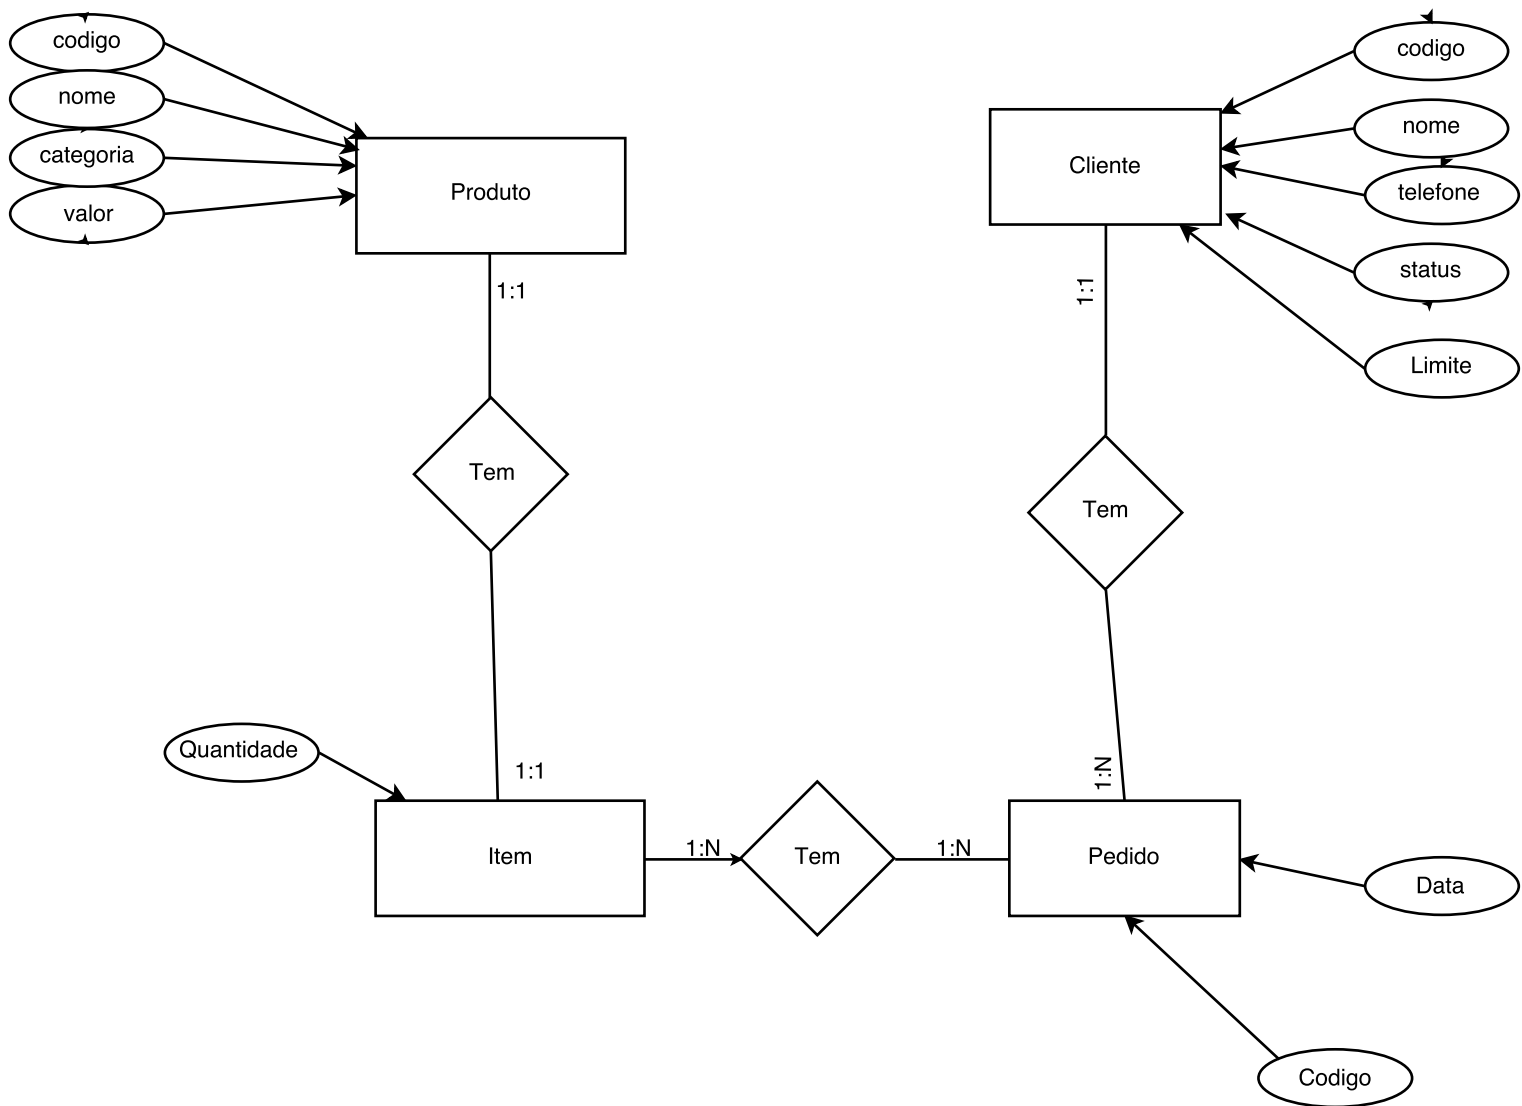 codigo
nome
categoria
valor
Produto
Cliente
codigo
nome
telefone
status
Limite
1:1
1:1
Tem
Tem
Quantidade
1:1
1:N
Item
1:N
Tem
1:N
Pedido
Data
Codigo